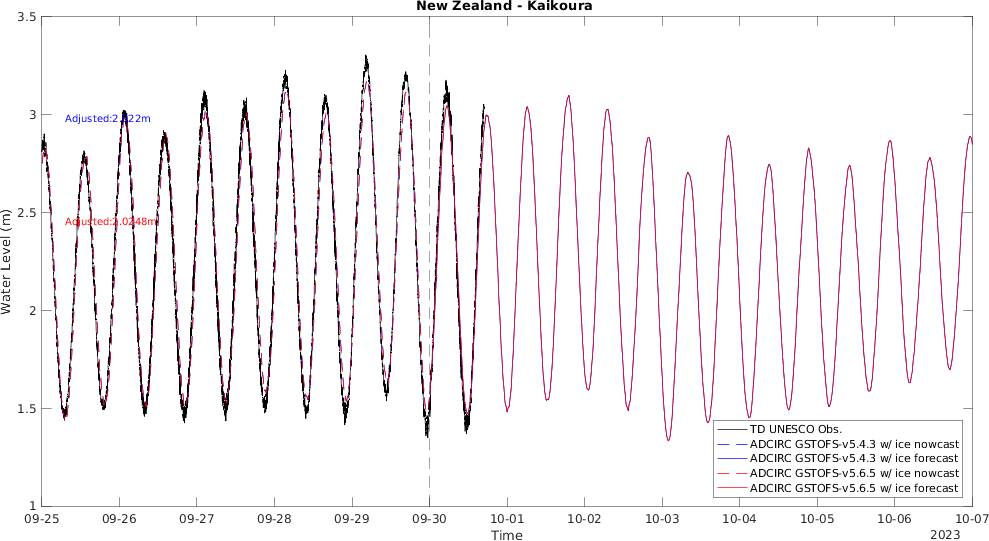 New Zealand - Kaikoura
3.5
3
2.5
2
1.5
1
Water Level (m)
Adjusted:
Adjusted:2.0248m
TD UNESCO Obs.
ADCIRC GSTOFS-v5.4.3 w/ ice nowcast
ADCIRC GSTOFS-v5.4.3 w/ ice forecast
ADCIRC GSTOFS-v5.6.5 w/ ice nowcast
ADCIRC GSTOFS-v5.6.5 w/ ice forecast
09-25 09-26 09-27 09-28 09-29 09-30 10-01 10-02 10-03 10-04 10-05 10-06 10-07
Time
2023